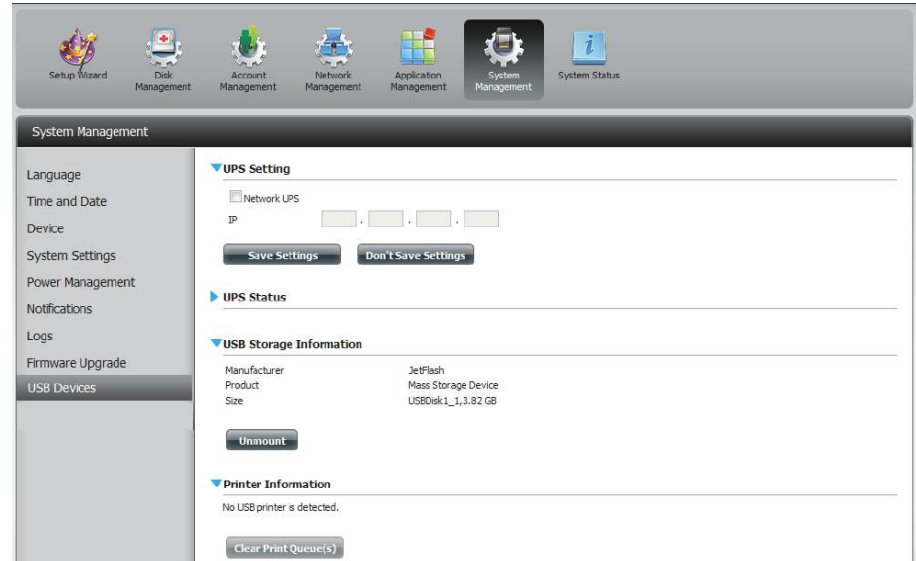 Setup Wizard
Disk Management
Account Management
Network Management
Application Management
System Management
System Status
System Management
Language
Time and Date
Device
System Settings
Power Management
Notifications
Logs
Firmware Upgrade
USB Devices
UPS Setting
Network UPS
IP . . .
Save Settings Don't Save Settings
UPS Status
USB Storage Information
Manufacturer JetFlash
Product Mass Storage Device
Size USBDisk1_1,3.82 GB
Unmount
Printer Information
No USB printer is detected.
Clear Print Queue(s)